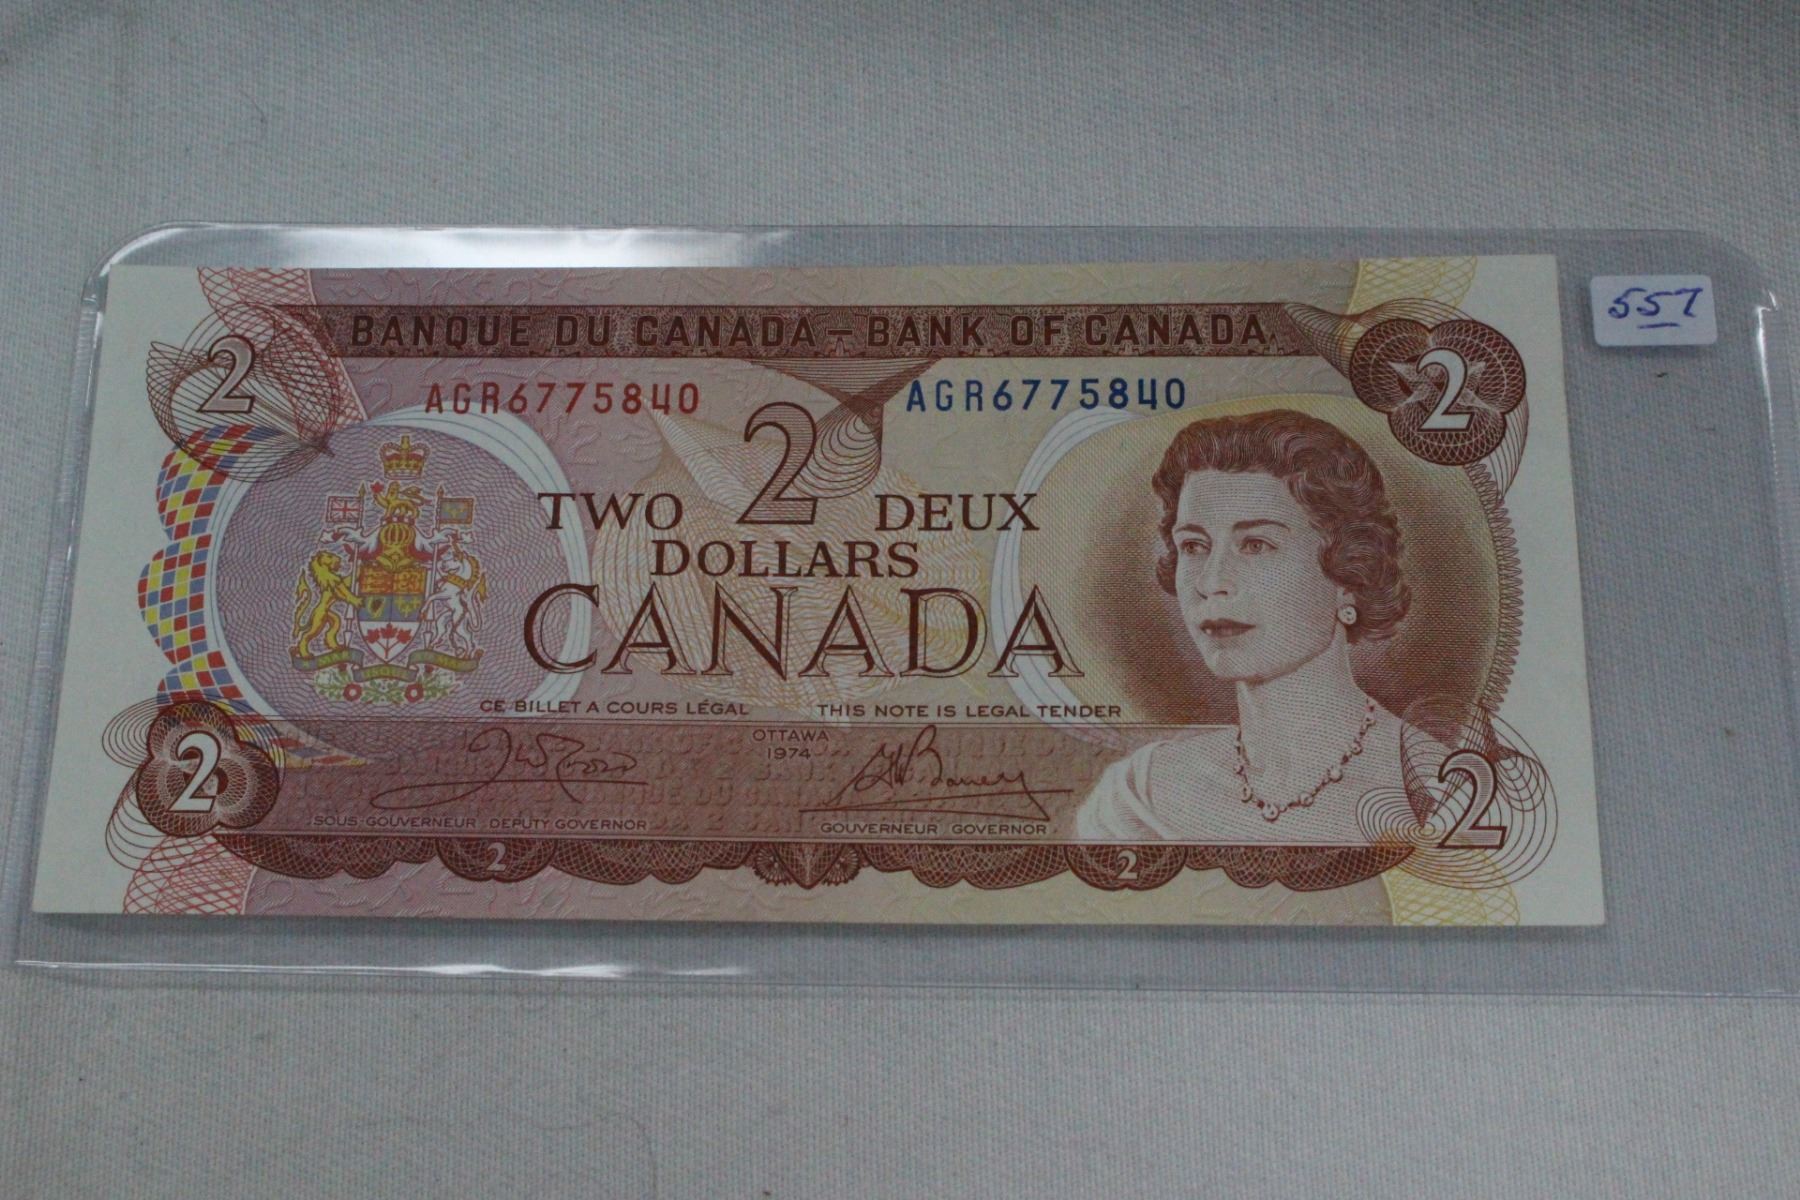 557
BANQUE DU CANADA – BANK OF CANADA
2 2
AGR6775840 AGR6775840
2
TWO DEUX
DOLLARS
CANADA
CE BILLET A COURS LÉGAL THIS NOTE IS LEGAL TENDER
OTTAWA
1974
SOUS-GOUVERNEUR DEPUTY GOVERNOR GOUVERNEUR GOVERNOR
2 2
2 2